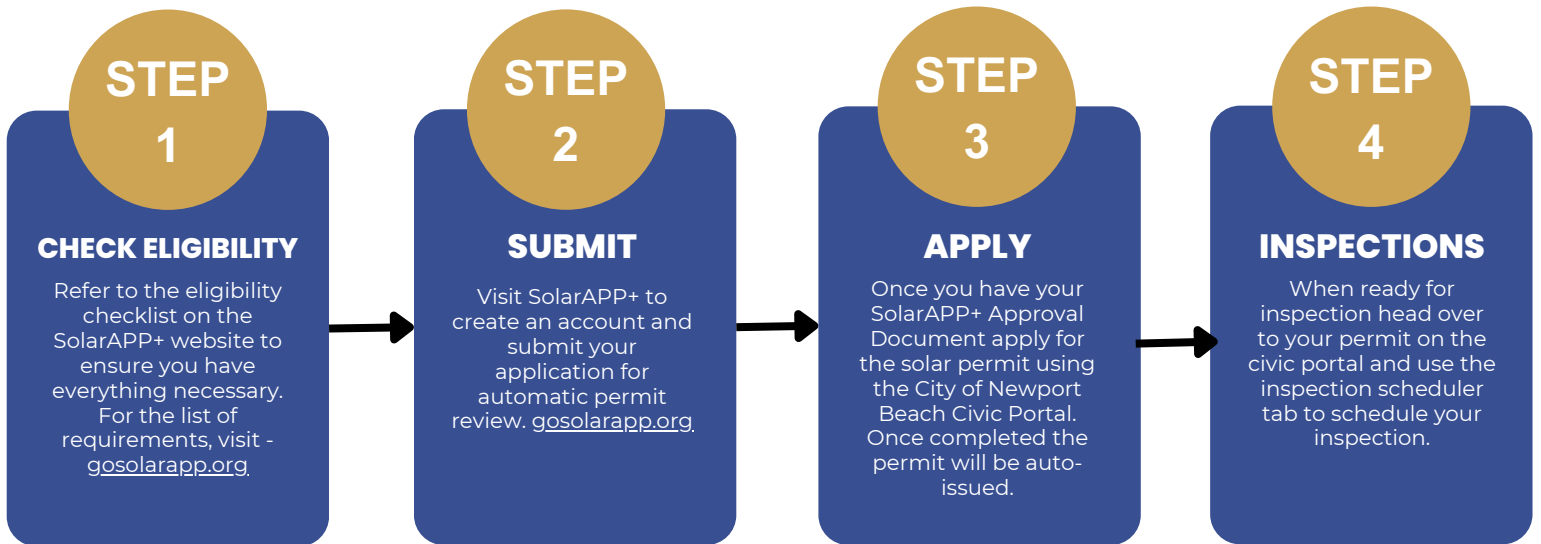 STEP
1
CHECK ELIGIBILITY
Refer to the eligibility
checklist on the
SolarAPP+ website to
ensure you have
everything necessary.
For the list of
requirements, visit -
gosolarapp.org
STEP
2
SUBMIT
Visit SolarAPP+ to
create an account and
submit your
application for
automatic permit
review. gosolarapp.org
STEP
3
APPLY
Once you have your
SolarAPP+ Approval
Document apply for
the solar permit using
the City of Newport
Beach Civic Portal.
Once completed the
permit will be auto-
issued.
STEP
4
INSPECTIONS
When ready for
inspection head over
to your permit on the
civic portal and use the
inspection scheduler
tab to schedule your
inspection.